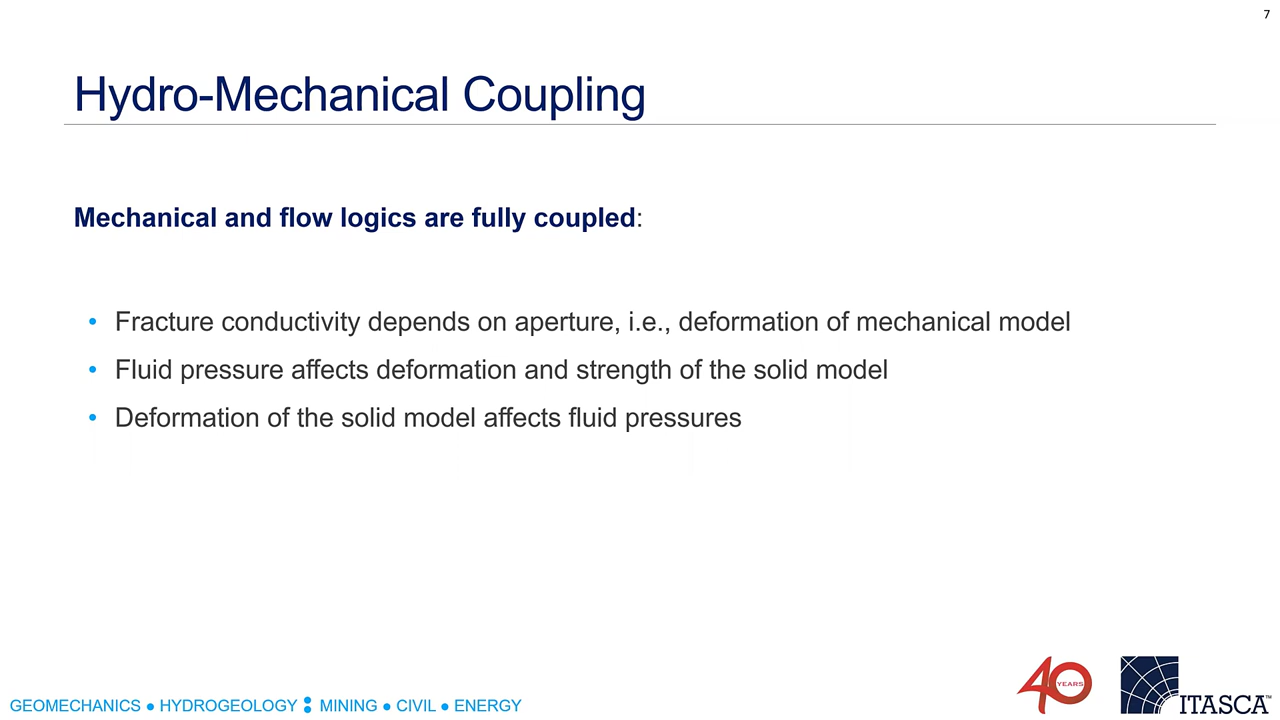 7
Hydro-Mechanical Coupling
Mechanical and flow logics are fully coupled:
• Fracture conductivity depends on aperture, i.e., deformation of mechanical model
• Fluid pressure affects deformation and strength of the solid model
• Deformation of the solid model affects fluid pressures
40 YEARS
ITASCA™
GEOMECHANICS ● HYDROGEOLOGY : MINING ● CIVIL ● ENERGY